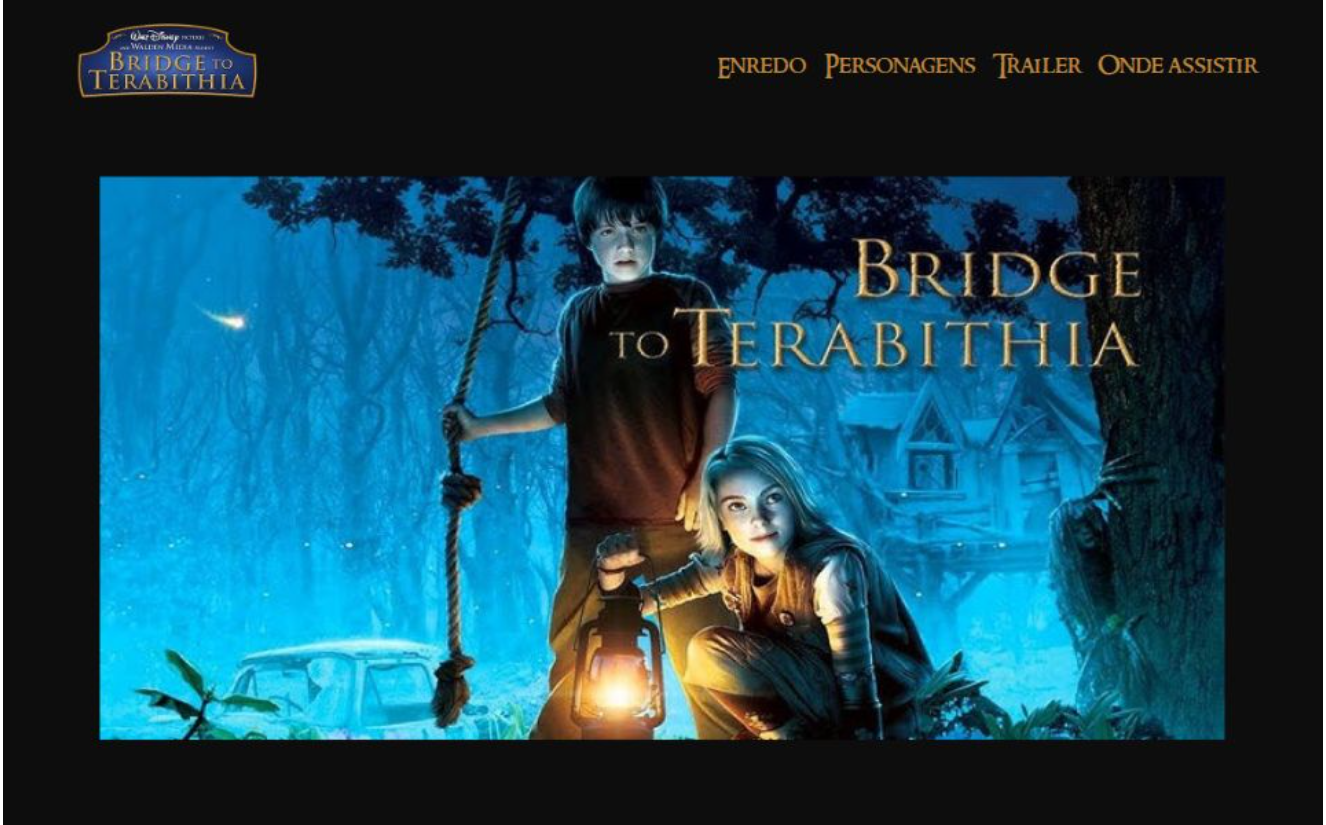 WALT DISNEY PICTURES
AND WALDEN MEDIA PRESENT
BRIDGE TO
TERABITHIA
ENREDO PERSONAGENS TRAILER ONDE ASSISTIR
BRIDGE
TO TERABITHIA